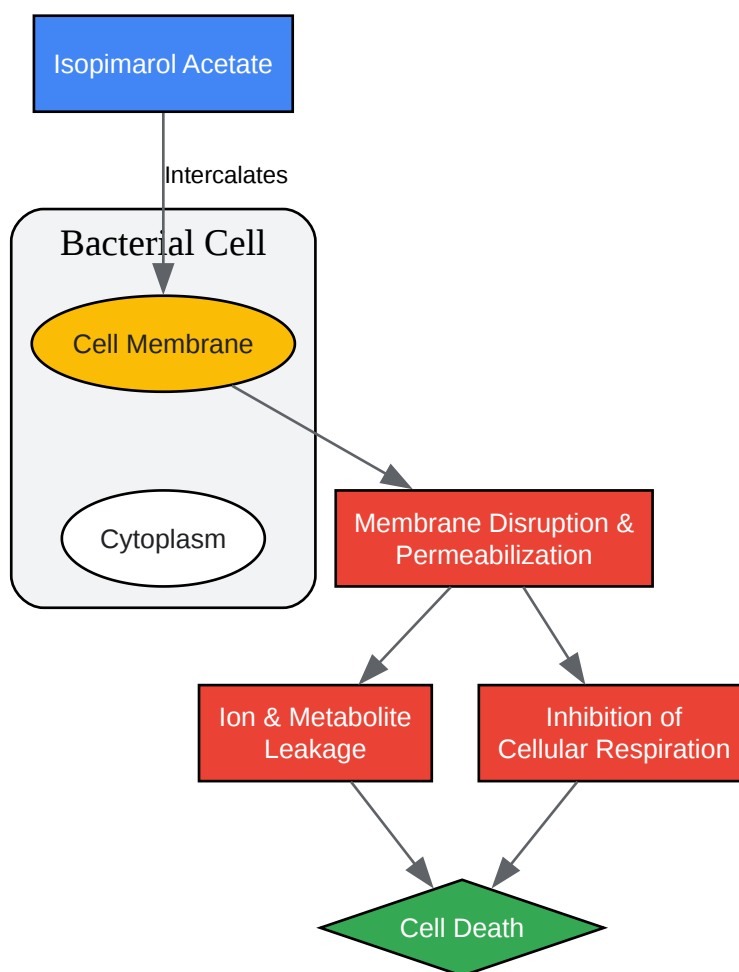 Isopimarol Acetate
Intercalates
Bacterial Cell
Cell Membrane
Cytoplasm
Membrane Disruption &
Permeabilization
Ion & Metabolite
Leakage
Inhibition of
Cellular Respiration
Cell Death